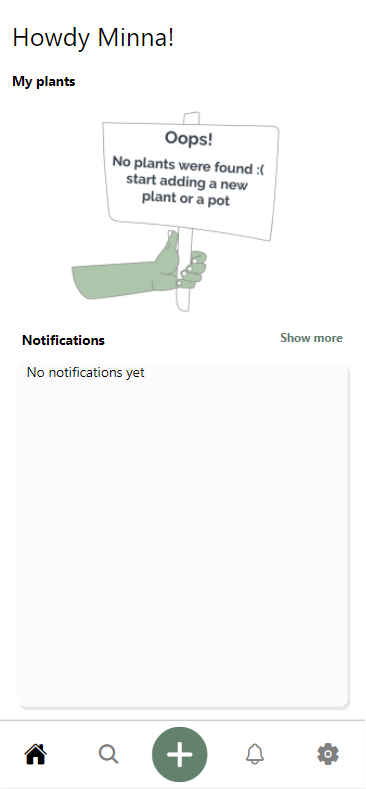 Howdy Minna!
My plants
Oops!
No plants were found :(
start adding a new
plant or a pot
Notifications
Show more
No notifications yet